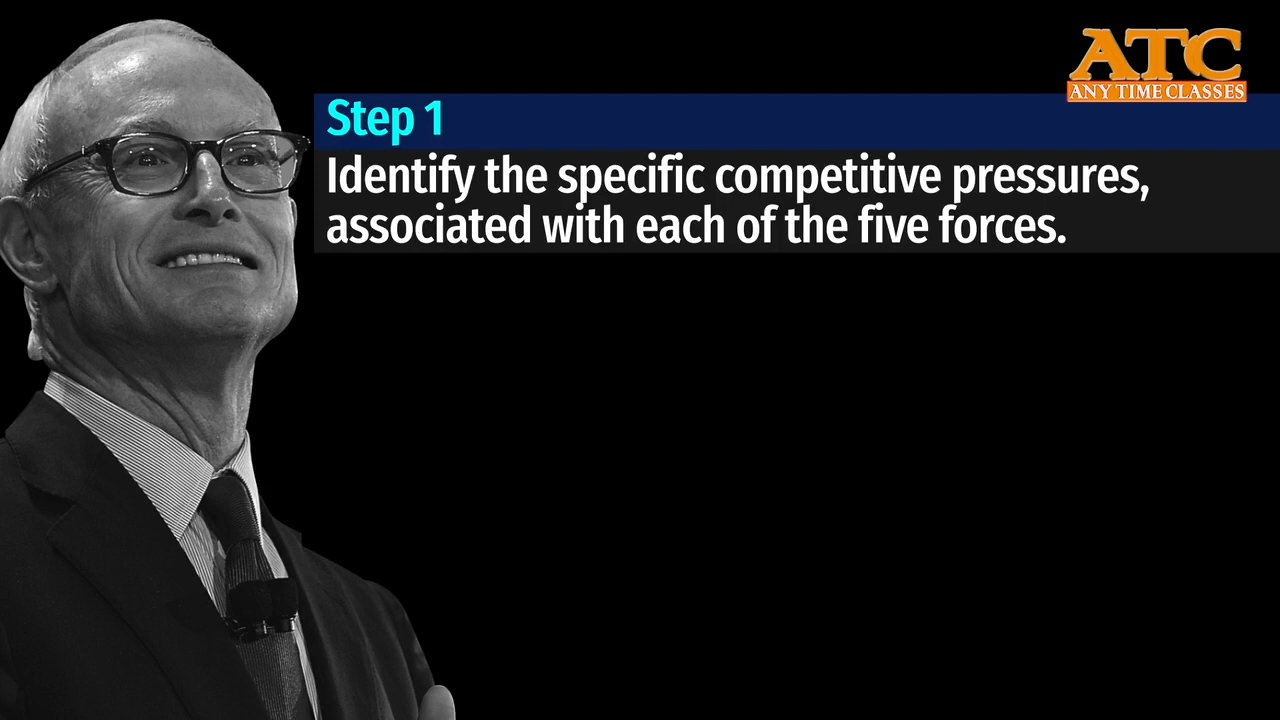 ATC
ANY TIME CLASSES
Step 1
Identify the specific competitive pressures,
associated with each of the five forces.